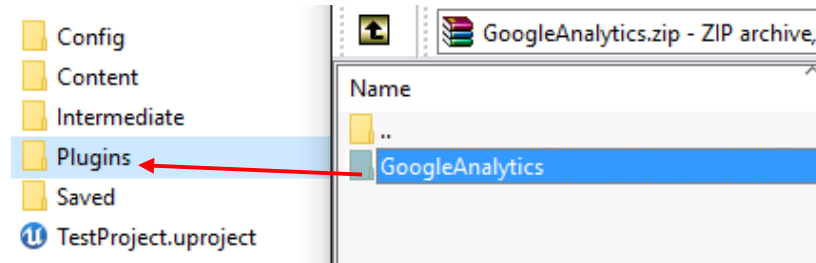 Config
Content
Intermediate
Plugins
Saved
TestProject.uproject
GoogleAnalytics.zip - ZIP archive,
Name
..
GoogleAnalytics